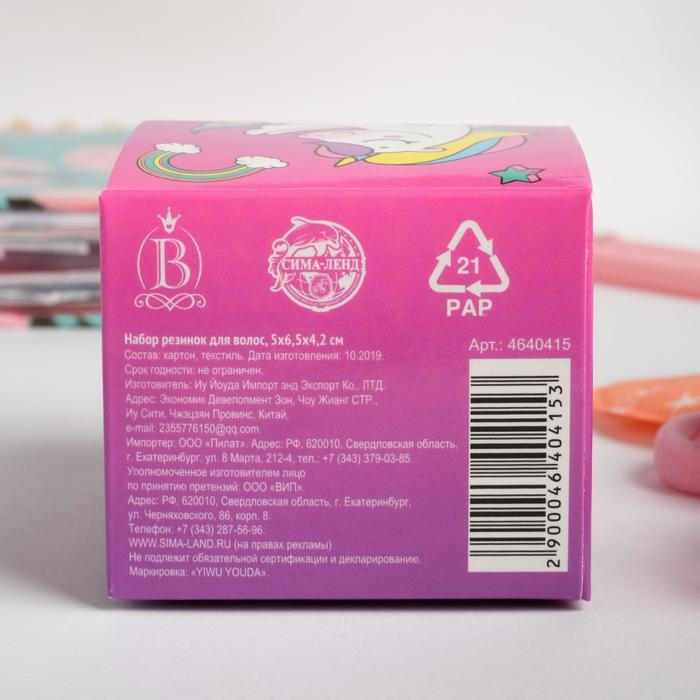 B
СИМА-ЛЕНД
21
PAP
Набор резинок для волос, 5х6,5х4,2 см
Арт.: 4640415
Состав: картон, текстиль. Дата изготовления: 10.2019.
Срок годности: не ограничен.
Изготовитель: Иу Йоуда Импорт энд Экспорт Ко., ЛТД.
Адрес: Экономик Девелопмент Зон, Чоу Жианг СТР.,
Иу Сити, Чжэцзян Провинс, Китай,
e-mail: 2355776150@qq.com.
Импортер: ООО «Пилат». Адрес: РФ, 620010, Свердловская область,
г. Екатеринбург, ул. 8 Марта, 212-4, тел.: +7 (343) 379-03-85.
Уполномоченное изготовителем лицо
по принятию претензий: ООО «ВИП».
Адрес: РФ, 620010, Свердловская область, г. Екатеринбург,
ул. Черняховского, 86, корп. 8.
Телефон: +7 (343) 287-56-96.
WWW.SIMA-LAND.RU (на правах рекламы)
Не подлежит обязательной сертификации и декларированию.
Маркировка: «YIWU YOUDA».
2 900046 404153